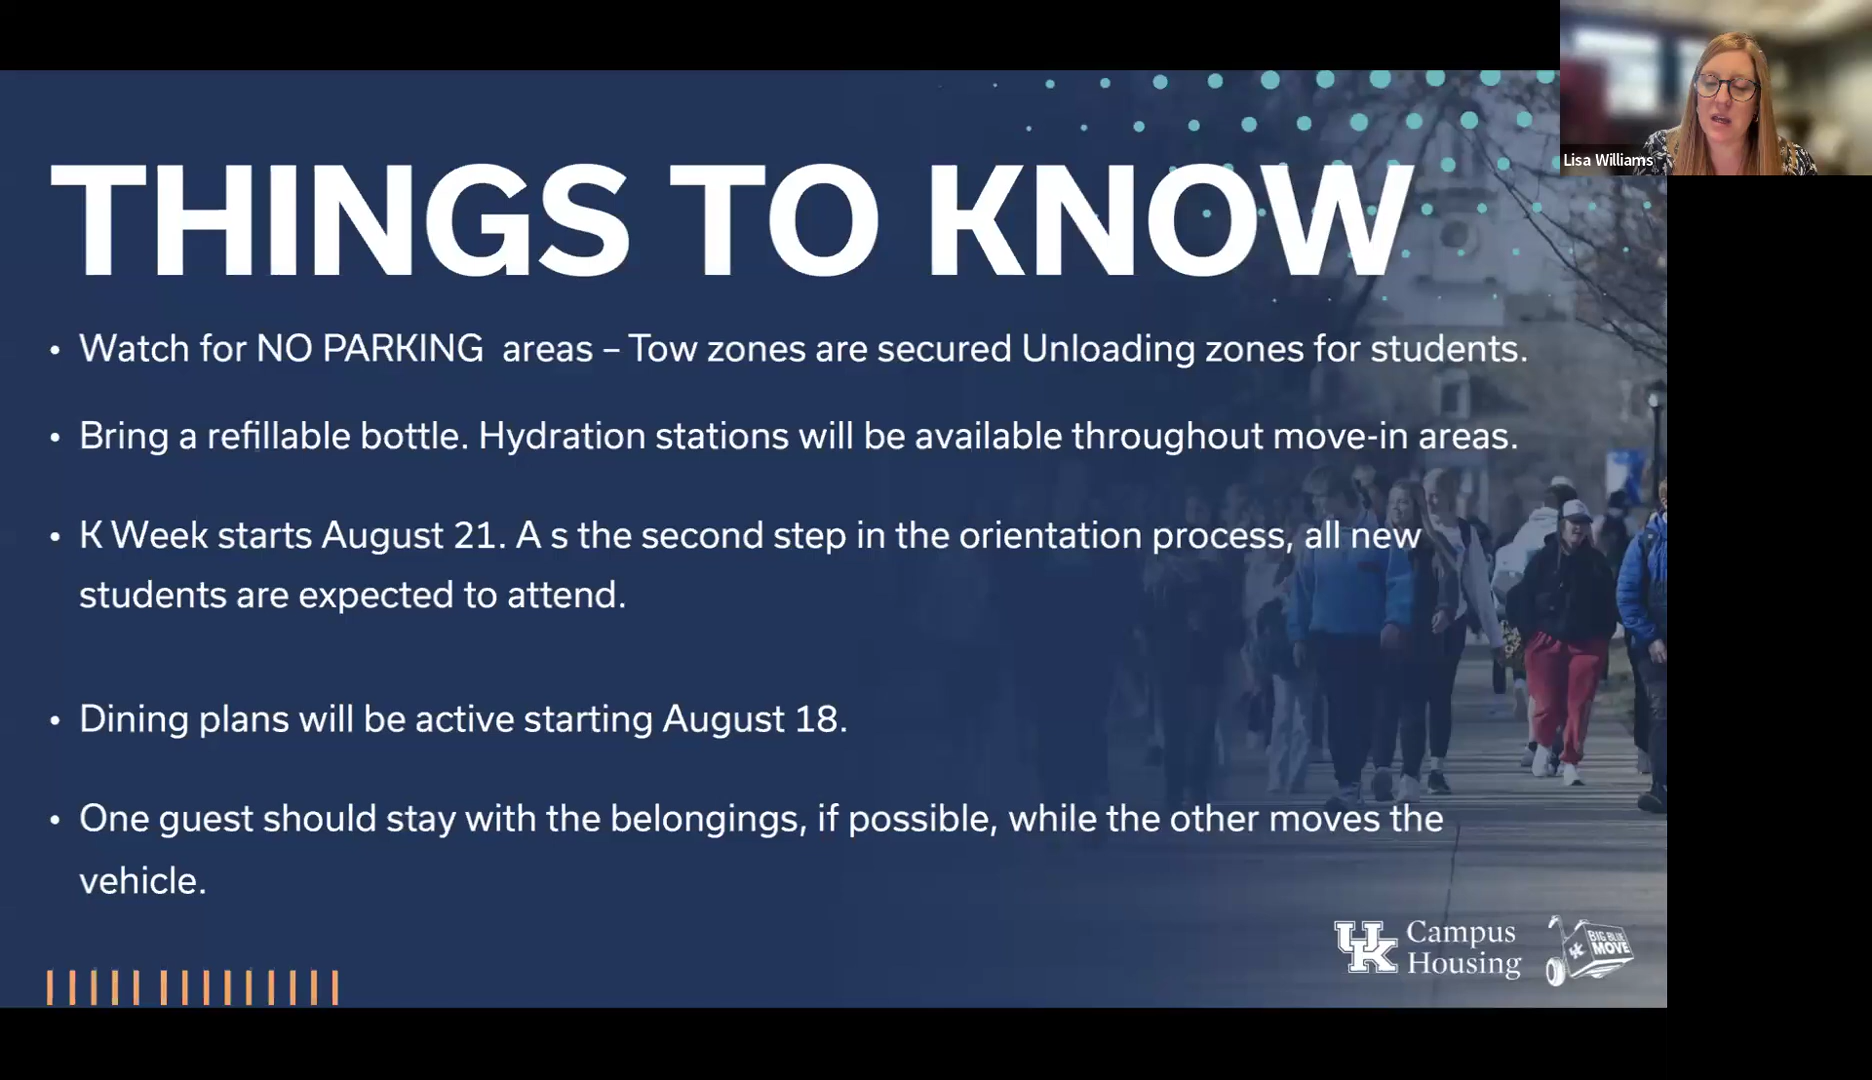 Lisa Williams
THINGS TO KNOW
• Watch for NO PARKING  areas – Tow zones are secured Unloading zones for students.
• Bring a refillable bottle. Hydration stations will be available throughout move-in areas.
• K Week starts August 21. A s the second step in the orientation process, all new
students are expected to attend.
• Dining plans will be active starting August 18.
• One guest should stay with the belongings, if possible, while the other moves the
vehicle.
UK Campus
Housing
UK BIG BLUE
MOVE